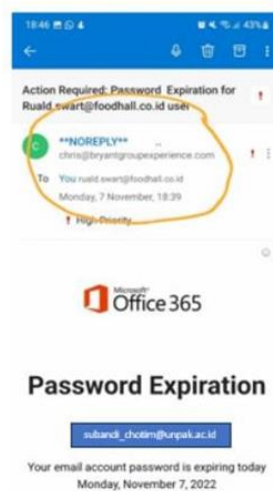 18:46
43%
Action Required: Password Expiration for
Ruald.swart@foodhall.co.id user
C
**NOREPLY**
chris@bryantgroupexperience.com
To You ruald.swart@foodhall.co.id
Monday, 7 November, 18:39
High Priority
Microsoft
Office 365
Password Expiration
subandi_chotim@unpak.ac.id
Your email account password is expiring today
Monday, November 7, 2022